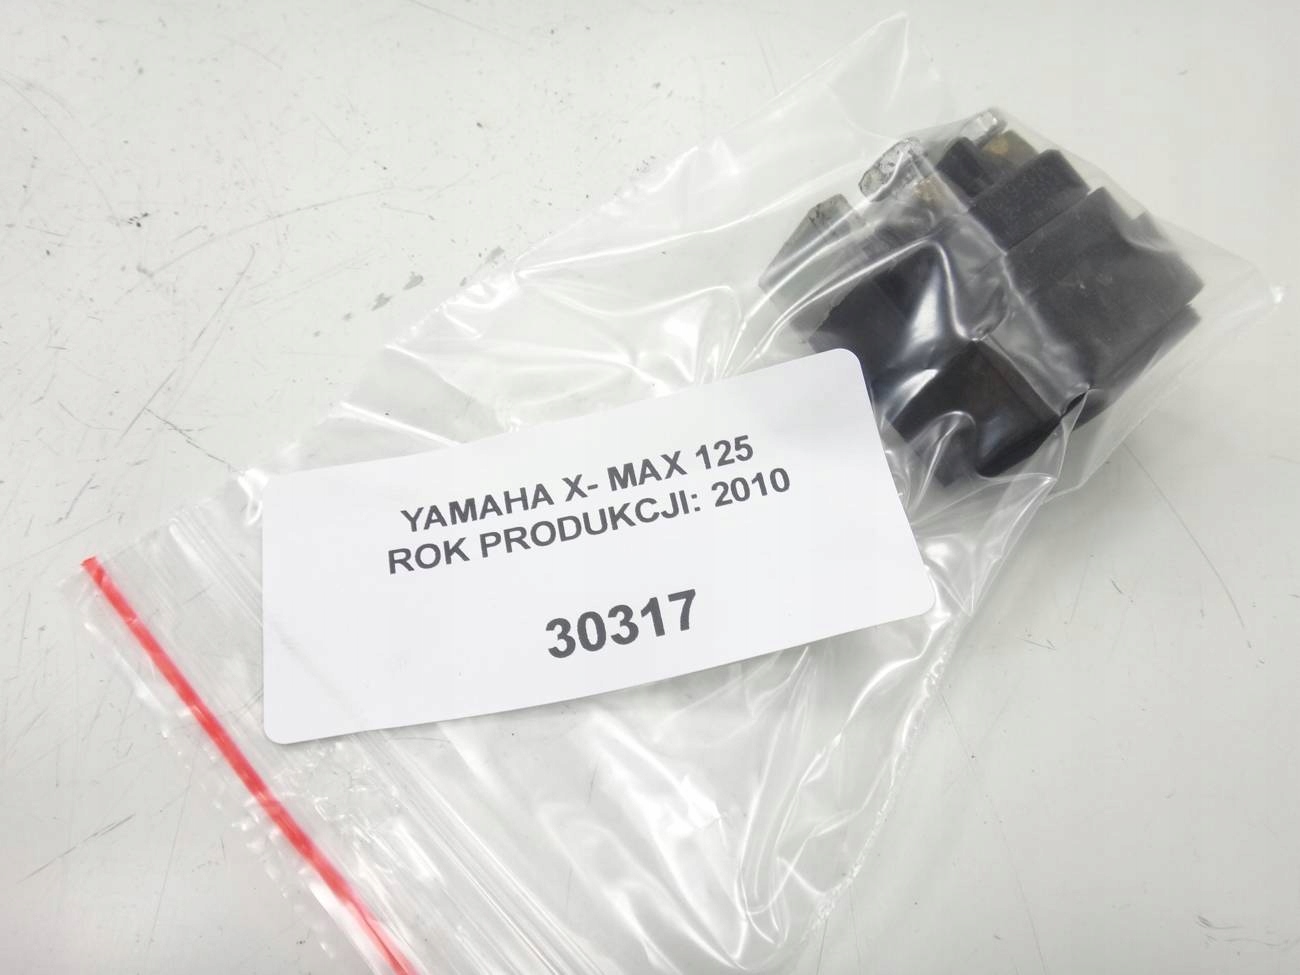 YAMAHA X- MAX 125
ROK PRODUKCJI: 2010
30317